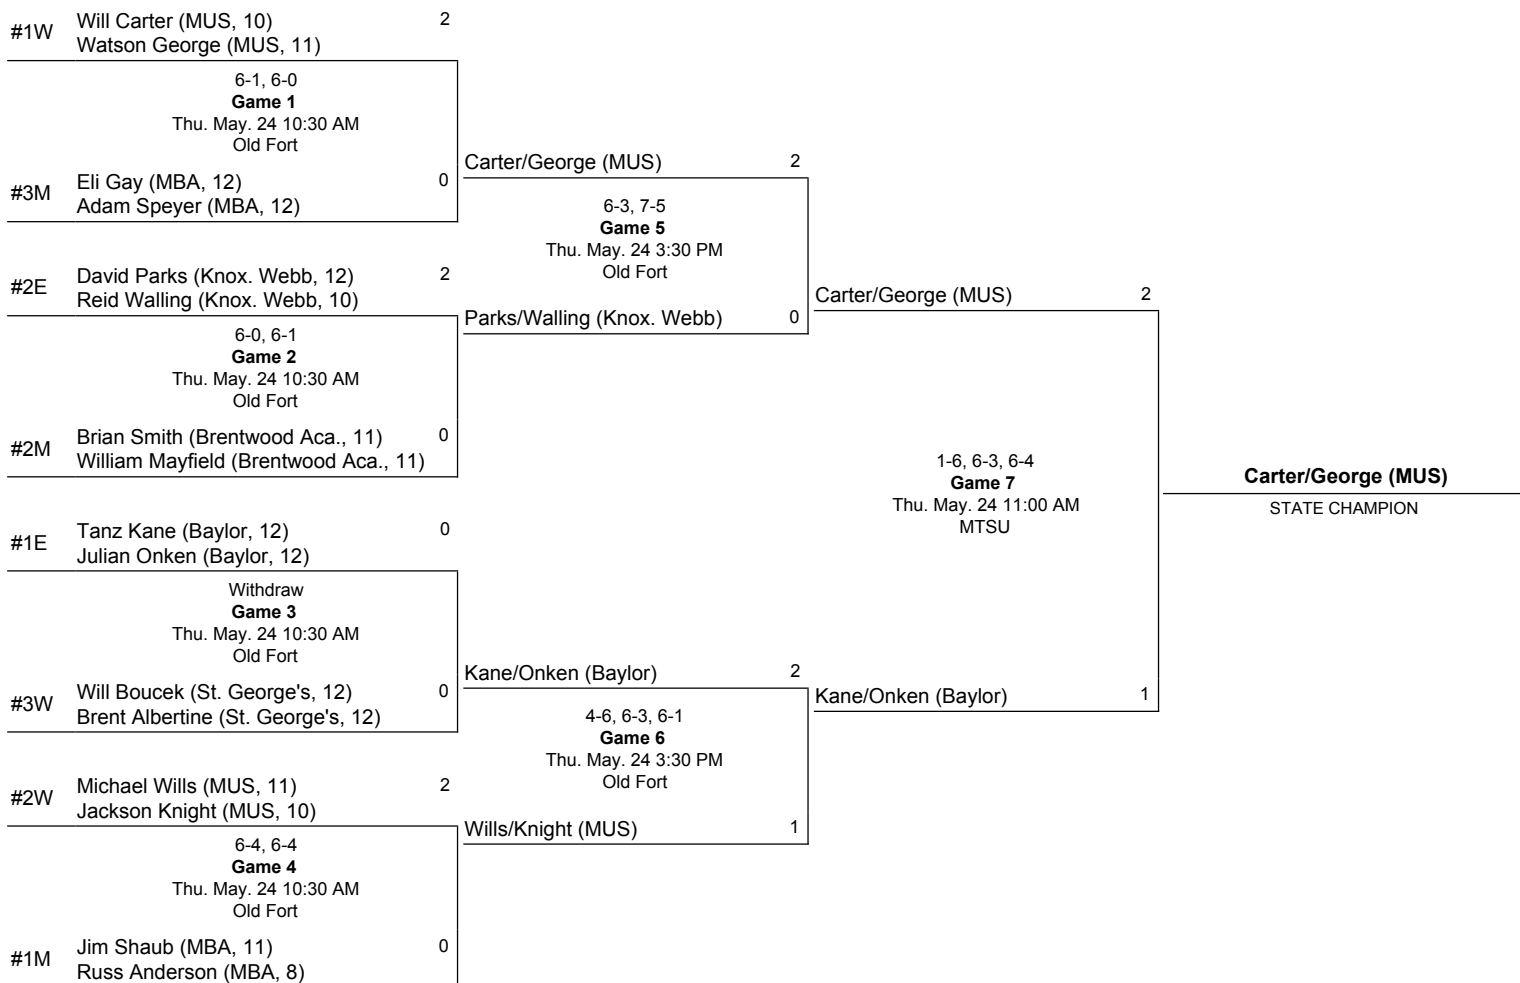 #1W
Will Carter (MUS, 10)
Watson George (MUS, 11)
2
6-1, 6-0
Game 1
Thu. May. 24 10:30 AM
Old Fort
#3M
Eli Gay (MBA, 12)
Adam Speyer (MBA, 12)
0
#2E
David Parks (Knox. Webb, 12)
Reid Walling (Knox. Webb, 10)
2
6-0, 6-1
Game 2
Thu. May. 24 10:30 AM
Old Fort
#2M
Brian Smith (Brentwood Aca., 11)
William Mayfield (Brentwood Aca., 11)
0
#1E
Tanz Kane (Baylor, 12)
Julian Onken (Baylor, 12)
0
Withdraw
Game 3
Thu. May. 24 10:30 AM
Old Fort
#3W
Will Boucek (St. George's, 12)
Brent Albertine (St. George's, 12)
0
#2W
Michael Wills (MUS, 11)
Jackson Knight (MUS, 10)
2
6-4, 6-4
Game 4
Thu. May. 24 10:30 AM
Old Fort
#1M
Jim Shaub (MBA, 11)
Russ Anderson (MBA, 8)
0
Carter/George (MUS)
2
6-3, 7-5
Game 5
Thu. May. 24 3:30 PM
Old Fort
Parks/Walling (Knox. Webb)
0
Kane/Onken (Baylor)
2
4-6, 6-3, 6-1
Game 6
Thu. May. 24 3:30 PM
Old Fort
Wills/Knight (MUS)
1
Carter/George (MUS)
2
1-6, 6-3, 6-4
Game 7
Thu. May. 24 11:00 AM
MTSU
Kane/Onken (Baylor)
1
Carter/George (MUS)
STATE CHAMPION